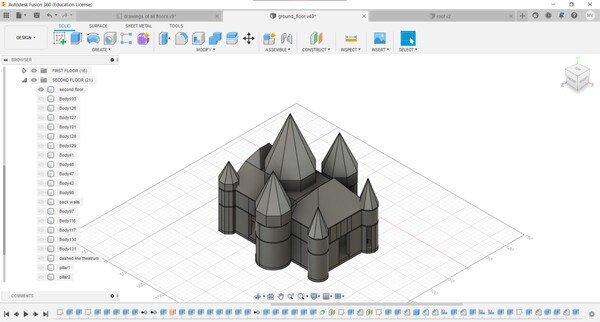 Autodesk Fusion 360 (Education License)
drawings of all floors v8*
ground_floor v49*
roof v2
SOLID SURFACE SHEET METAL TOOLS
DESIGN
CREATE MODIFY ASSEMBLE CONSTRUCT INSPECT INSERT SELECT
BROWSER
FIRST FLOOR (16)
SECOND FLOOR (21)
second floor
Body103
Body126
Body127
Body101
Body128
Body129
Body41
Body46
Body47
Body42
Body98
back walls
Body97
Body116
Body117
Body130
Body131
dashed line theatrum
pillar1
pillar2
COMMENTS